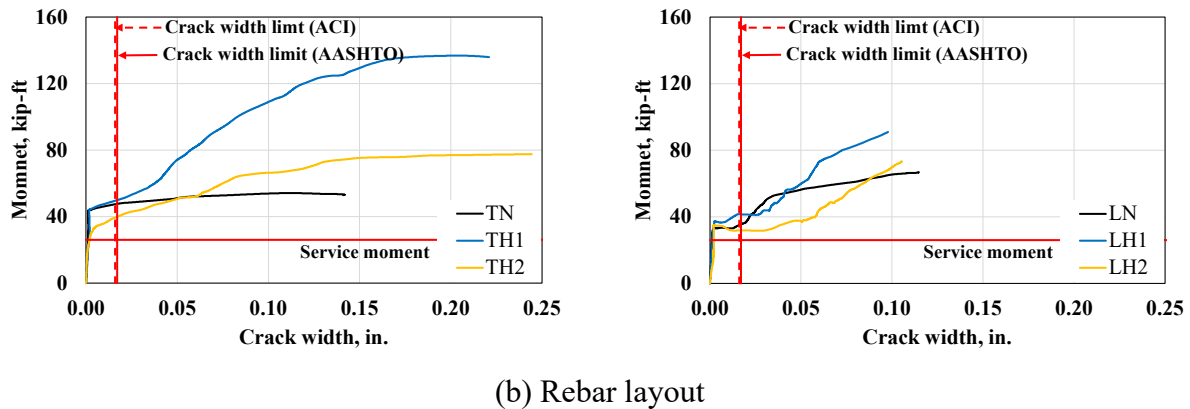 160
120
80
40
0
Momnet, kip-ft
Crack width limt (ACI)
Crack width limit (AASHTO)
TN
TH1
TH2
Service moment
0.00 0.05 0.10 0.15 0.20 0.25
Crack width, in.
160
120
80
40
0
Momnet, kip-ft
Crack width limt (ACI)
Crack width limit (AASHTO)
LN
LH1
LH2
Service moment
0.00 0.05 0.10 0.15 0.20 0.25
Crack width, in.
(b) Rebar layout